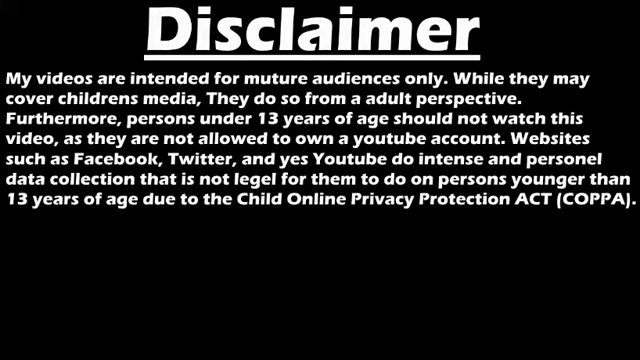 Disclaimer
My videos are intended for muture audiences only. While they may
cover childrens media, They do so from a adult perspective.
Furthermore, persons under 13 years of age should not watch this
video, as they are not allowed to own a youtube account. Websites
such as Facebook, Twitter, and yes Youtube do intense and personel
data collection that is not legel for them to do on persons younger than
13 years of age due to the Child Online Privacy Protection ACT (COPPA).